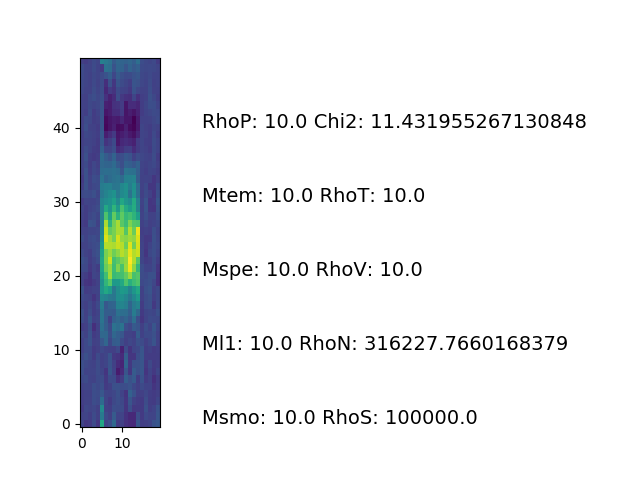 40
RhoP: 10.0 Chi2: 11.431955267130848
30
Mtem: 10.0 RhoT: 10.0
20
Mspe: 10.0 RhoV: 10.0
10
Ml1: 10.0 RhoN: 316227.7660168379
0
Msmo: 10.0 RhoS: 100000.0
0 10